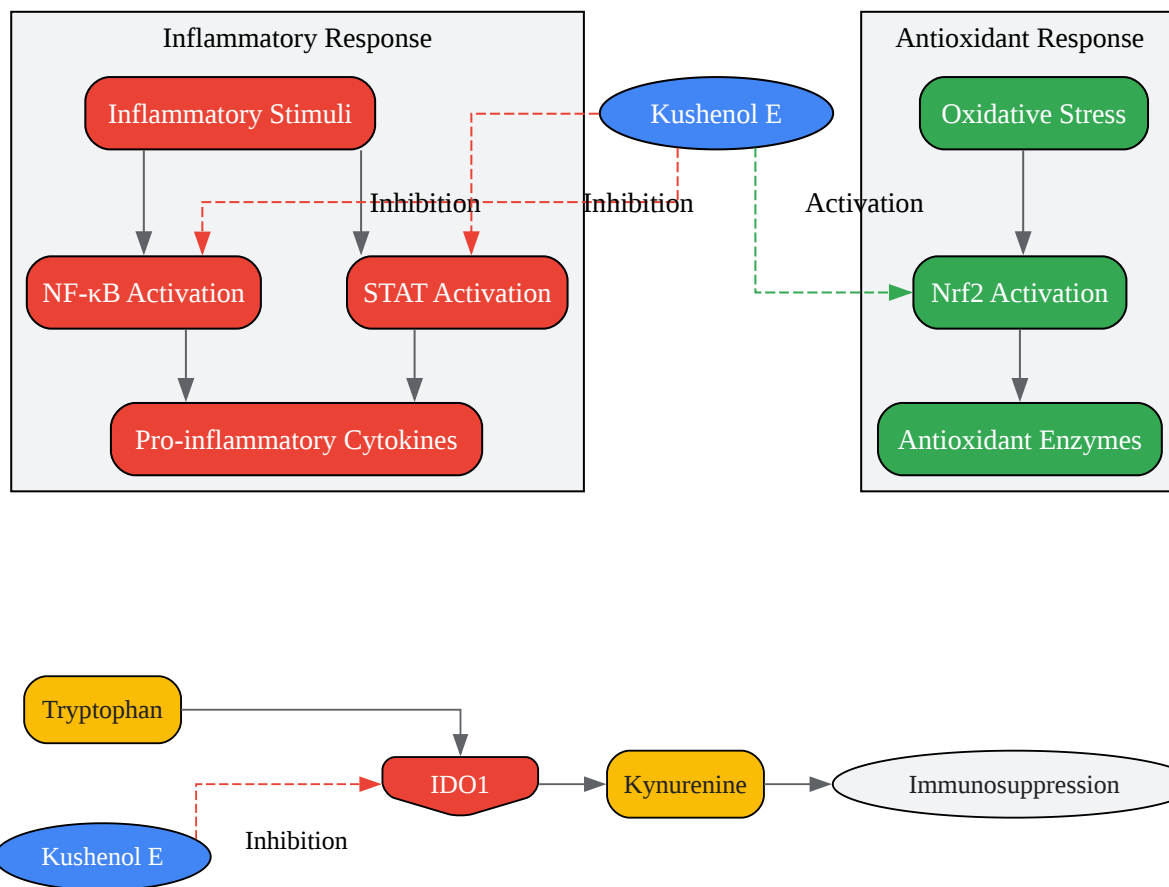 Inflammatory Response
Antioxidant Response
Inflammatory Stimuli
Kushenol E
Oxidative Stress
Inhibition
Inhibition
Activation
NF-κB Activation
STAT Activation
Nrf2 Activation
Pro-inflammatory Cytokines
Antioxidant Enzymes
Tryptophan
IDO1
Kynurenine
Immunosuppression
Inhibition
Kushenol E